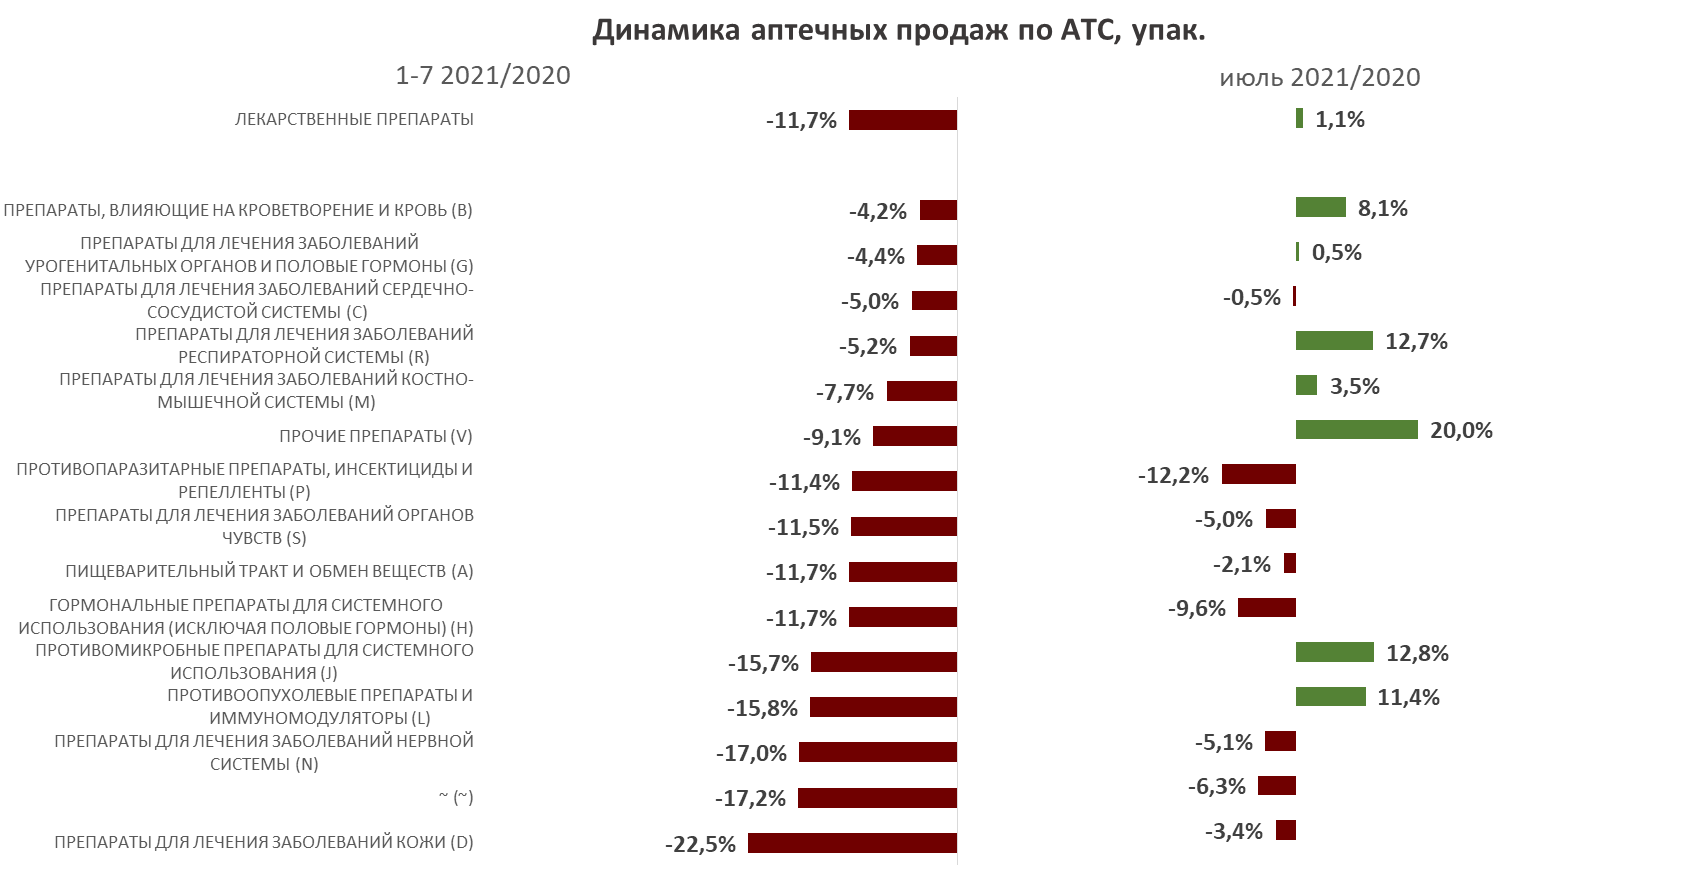 Динамика аптечных продаж по АТС, упак.
1-7 2021/2020
июль 2021/2020
ЛЕКАРСТВЕННЫЕ ПРЕПАРАТЫ
-11,7%
1,1%
ПРЕПАРАТЫ, ВЛИЯЮЩИЕ НА КРОВЕТВОРЕНИЕ И КРОВЬ (B)
-4,2%
8,1%
ПРЕПАРАТЫ ДЛЯ ЛЕЧЕНИЯ ЗАБОЛЕВАНИЙ
УРОГЕНИТАЛЬНЫХ ОРГАНОВ И ПОЛОВЫЕ ГОРМОНЫ (G)
-4,4%
0,5%
ПРЕПАРАТЫ ДЛЯ ЛЕЧЕНИЯ ЗАБОЛЕВАНИЙ СЕРДЕЧНО-
СОСУДИСТОЙ СИСТЕМЫ (C)
-5,0%
-0,5%
ПРЕПАРАТЫ ДЛЯ ЛЕЧЕНИЯ ЗАБОЛЕВАНИЙ
РЕСПИРАТОРНОЙ СИСТЕМЫ (R)
-5,2%
12,7%
ПРЕПАРАТЫ ДЛЯ ЛЕЧЕНИЯ ЗАБОЛЕВАНИЙ КОСТНО-
МЫШЕЧНОЙ СИСТЕМЫ (M)
-7,7%
3,5%
ПРОЧИЕ ПРЕПАРАТЫ (V)
-9,1%
20,0%
ПРОТИВОПАРАЗИТАРНЫЕ ПРЕПАРАТЫ, ИНСЕКТИЦИДЫ И
РЕПЕЛЛЕНТЫ (P)
-11,4%
-12,2%
ПРЕПАРАТЫ ДЛЯ ЛЕЧЕНИЯ ЗАБОЛЕВАНИЙ ОРГАНОВ
ЧУВСТВ (S)
-11,5%
-5,0%
ПИЩЕВАРИТЕЛЬНЫЙ ТРАКТ И ОБМЕН ВЕЩЕСТВ (A)
-11,7%
-2,1%
ГОРМОНАЛЬНЫЕ ПРЕПАРАТЫ ДЛЯ СИСТЕМНОГО
ИСПОЛЬЗОВАНИЯ (ИСКЛЮЧАЯ ПОЛОВЫЕ ГОРМОНЫ) (H)
-11,7%
-9,6%
ПРОТИВОМИКРОБНЫЕ ПРЕПАРАТЫ ДЛЯ СИСТЕМНОГО
ИСПОЛЬЗОВАНИЯ (J)
-15,7%
12,8%
ПРОТИВООПУХОЛЕВЫЕ ПРЕПАРАТЫ И
ИММУНОМОДУЛЯТОРЫ (L)
-15,8%
11,4%
ПРЕПАРАТЫ ДЛЯ ЛЕЧЕНИЯ ЗАБОЛЕВАНИЙ НЕРВНОЙ
СИСТЕМЫ (N)
-17,0%
-5,1%
~ (~)
-17,2%
-6,3%
ПРЕПАРАТЫ ДЛЯ ЛЕЧЕНИЯ ЗАБОЛЕВАНИЙ КОЖИ (D)
-22,5%
-3,4%